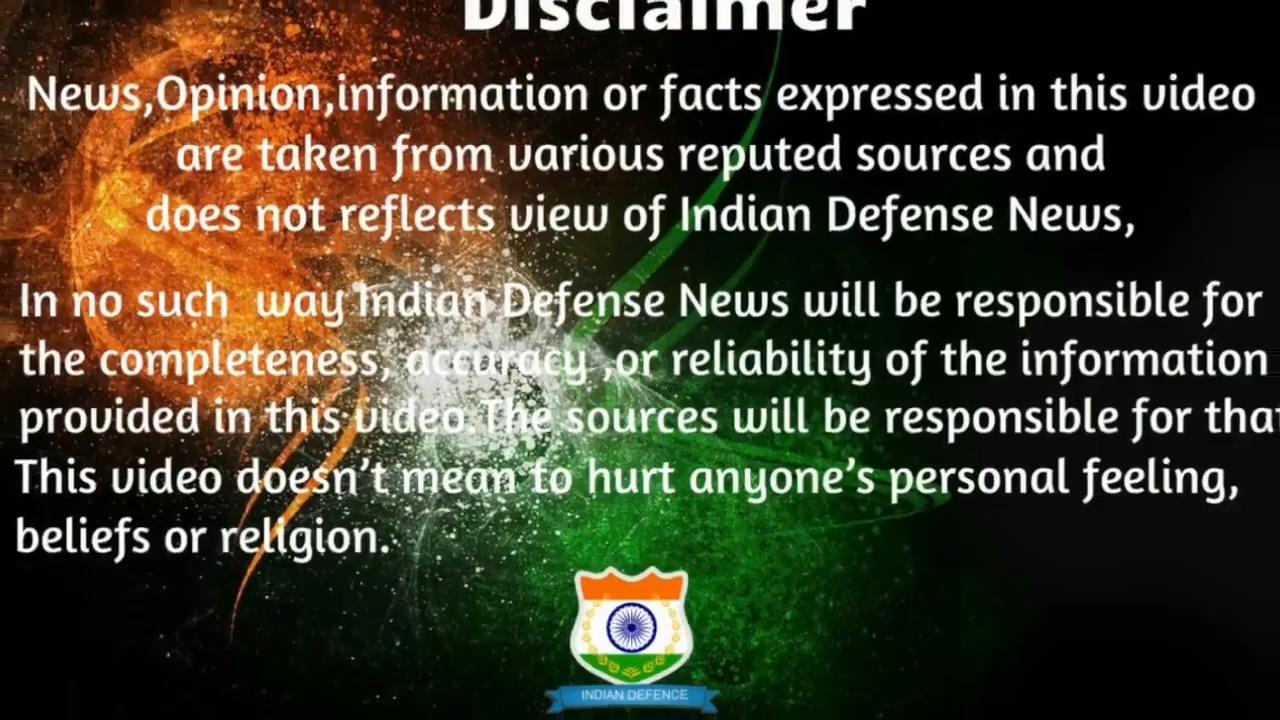 Disclaimer
News,Opinion,information or facts expressed in this video
are taken from various reputed sources and
does not reflects view of Indian Defense News,
In no such way Indian Defense News will be responsible for
the completeness, accuracy ,or reliability of the information
provided in this video.The sources will be responsible for that
This video doesn't mean to hurt anyone's personal feeling,
beliefs or religion.
INDIAN DEFENCE